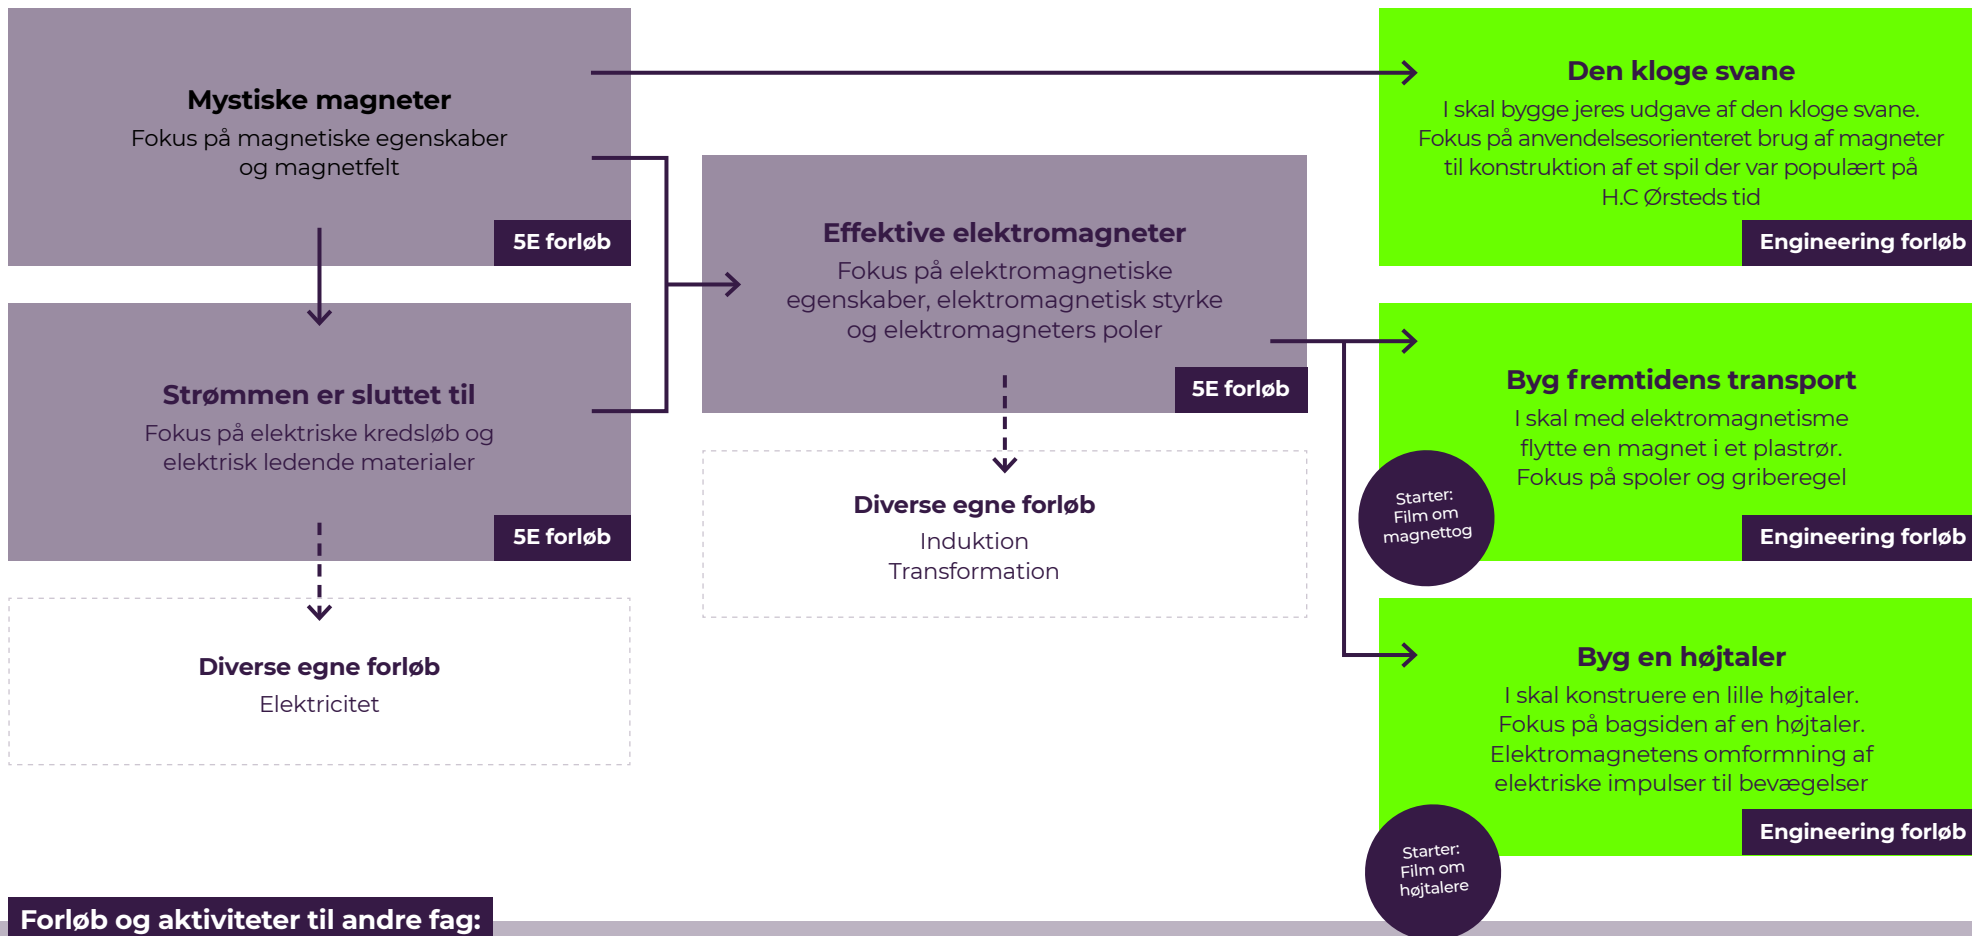 Mystiske magneter
Fokus på magnetiske egenskaber
og magnetfelt
5E forløb
Strømmen er sluttet til
Fokus på elektriske kredsløb og
elektrisk ledende materialer
5E forløb
Diverse egne forløb
Elektricitet
Effektive elektromagneter
Fokus på elektromagnetiske
egenskaber, elektromagnetisk styrke
og elektromagneters poler
5E forløb
Diverse egne forløb
Induktion
Transformation
Den kloge svane
I skal bygge jeres udgave af den kloge svane.
Fokus på anvendelsesorienteret brug af magneter
til konstruktion af et spil der var populært på
H.C Ørsteds tid
Engineering forløb
Byg fremtidens transport
I skal med elektromagnetisme
flytte en magnet i et plastrør.
Fokus på spoler og griberegel
Starter:
Film om
magnettog
Engineering forløb
Byg en højtaler
I skal konstruere en lille højtaler.
Fokus på bagsiden af en højtaler.
Elektromagnetens omformning af
elektriske impulser til bevægelser
Engineering forløb
Starter:
Film om
højtalere
Forløb og aktiviteter til andre fag: